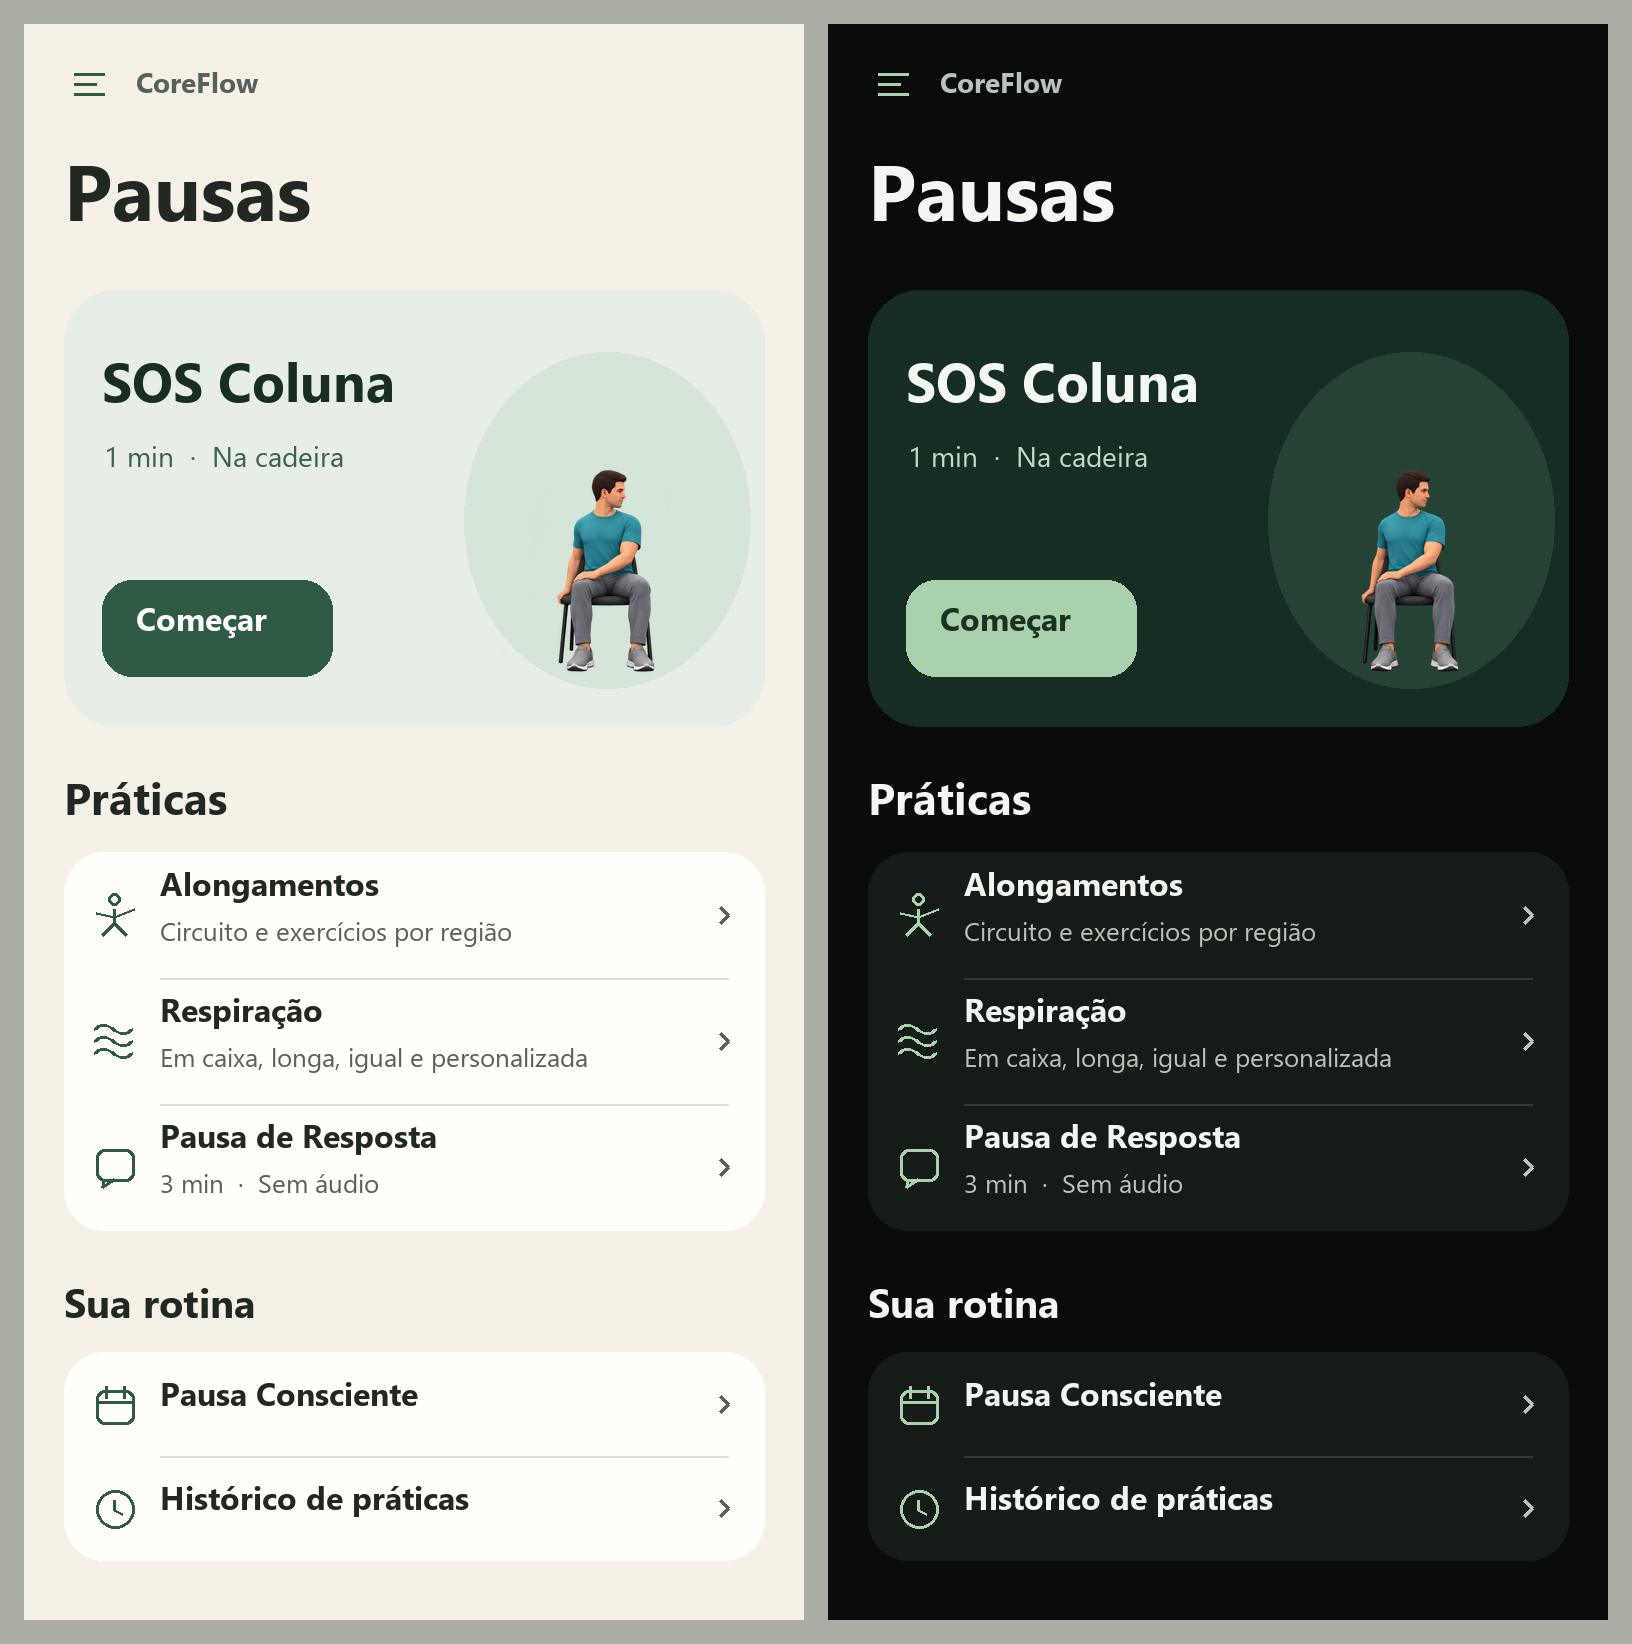 CoreFlow
Pausas
SOS Coluna
1 min · Na cadeira
Começar
Práticas
Alongamentos
Circuito e exercícios por região
Respiração
Em caixa, longa, igual e personalizada
Pausa de Resposta
3 min · Sem áudio
Sua rotina
Pausa Consciente
Histórico de práticas
CoreFlow
Pausas
SOS Coluna
1 min · Na cadeira
Começar
Práticas
Alongamentos
Circuito e exercícios por região
Respiração
Em caixa, longa, igual e personalizada
Pausa de Resposta
3 min · Sem áudio
Sua rotina
Pausa Consciente
Histórico de práticas